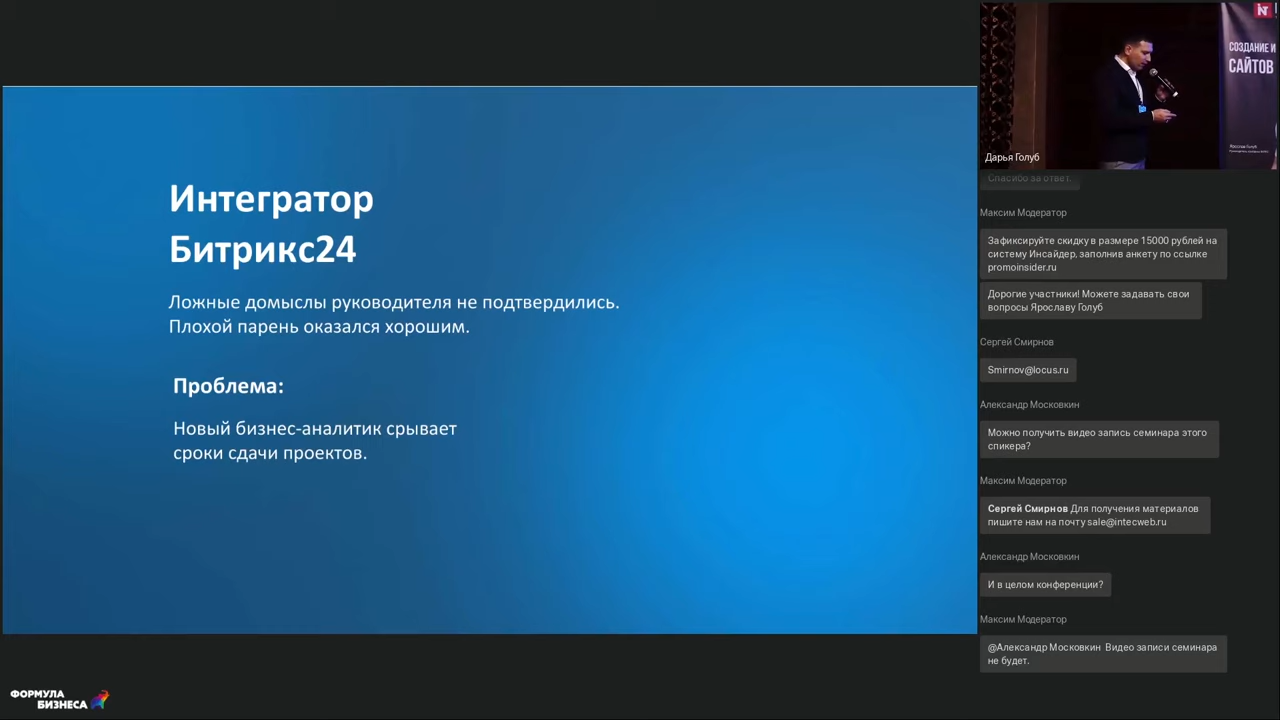 Интегратор
Битрикс24
Ложные домыслы руководителя не подтвердились.
Плохой парень оказался хорошим.
Проблема:
Новый бизнес-аналитик срывает
сроки сдачи проектов.
ФОРМУЛА
БИЗНЕСА
СОЗДАНИЕ И
САЙТОВ
Дарья Голуб
Спасибо за ответ.
Максим Модератор
Зафиксируйте скидку в размере 15000 рублей на
систему Инсайдер, заполнив анкету по ссылке
promoinsider.ru
Дорогие участники! Можете задавать свои
вопросы Ярославу Голуб
Сергей Смирнов
Smirnov@locus.ru
Александр Московкин
Можно получить видео запись семинара этого
спикера?
Максим Модератор
Сергей Смирнов Для получения материалов
пишите нам на почту sale@intecweb.ru
Александр Московкин
И в целом конференции?
Максим Модератор
@Александр Московкин Видео записи семинара
не будет.